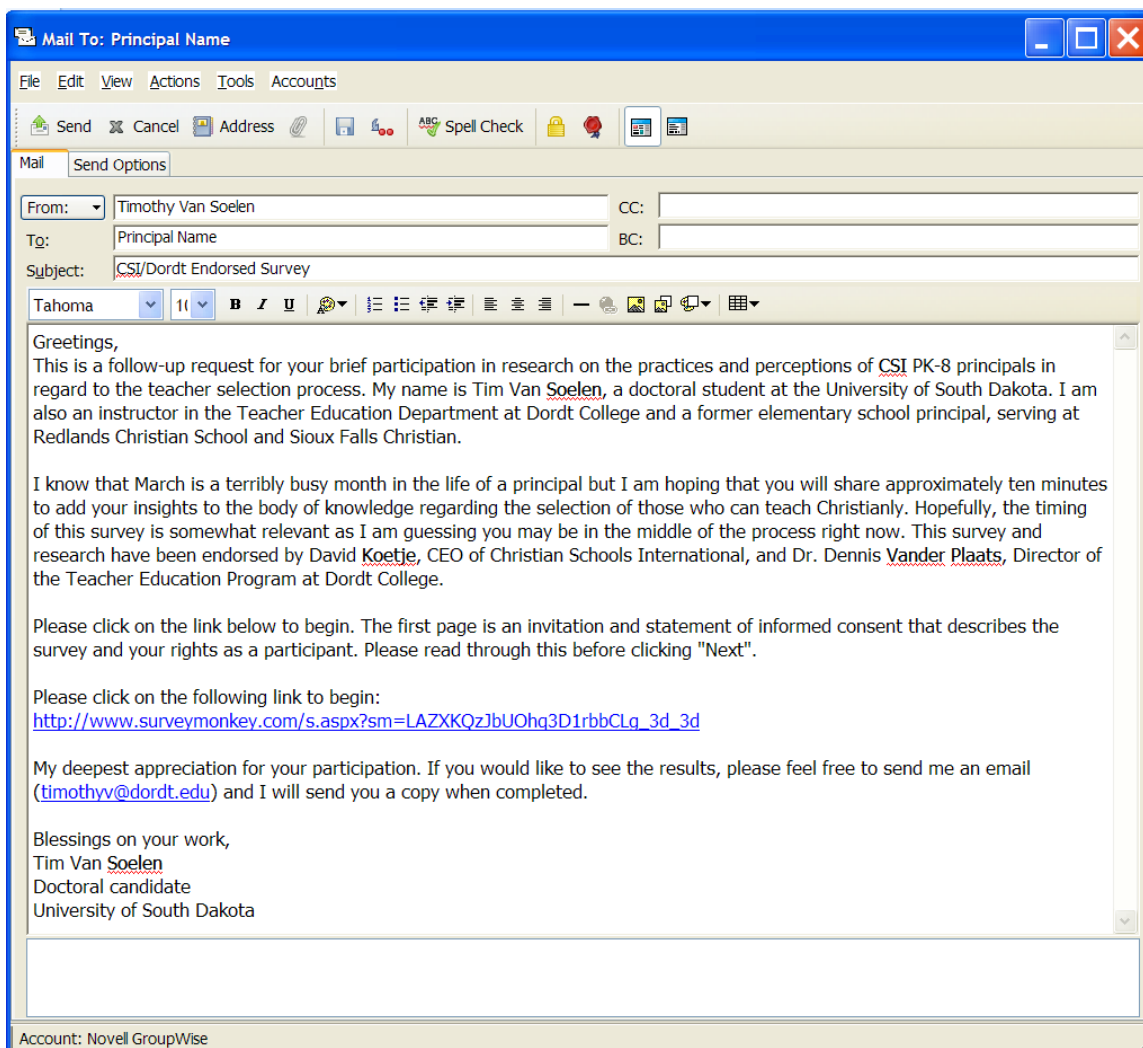 Mail To: Principal Name
File Edit View Actions Tools Accounts
Send Cancel Address ABC Spell Check
Mail Send Options
From: Timothy Van Soelen CC:
To: Principal Name BC:
Subject: CSI/Dordt Endorsed Survey
Tahoma 1( B I U
Greetings,
This is a follow-up request for your brief participation in research on the practices and perceptions of CSI PK-8 principals in
regard to the teacher selection process. My name is Tim Van Soelen, a doctoral student at the University of South Dakota. I am
also an instructor in the Teacher Education Department at Dordt College and a former elementary school principal, serving at
Redlands Christian School and Sioux Falls Christian.
I know that March is a terribly busy month in the life of a principal but I am hoping that you will share approximately ten minutes
to add your insights to the body of knowledge regarding the selection of those who can teach Christianly. Hopefully, the timing
of this survey is somewhat relevant as I am guessing you may be in the middle of the process right now. This survey and
research have been endorsed by David Koetje, CEO of Christian Schools International, and Dr. Dennis Vander Plaats, Director of
the Teacher Education Program at Dordt College.
Please click on the link below to begin. The first page is an invitation and statement of informed consent that describes the
survey and your rights as a participant. Please read through this before clicking "Next".
Please click on the following link to begin:
http://www.surveymonkey.com/s.aspx?sm=LAZXKQzJbUOhq3D1rbbCLg_3d_3d
My deepest appreciation for your participation. If you would like to see the results, please feel free to send me an email
(timothyv@dordt.edu) and I will send you a copy when completed.
Blessings on your work,
Tim Van Soelen
Doctoral candidate
University of South Dakota
Account: Novell GroupWise